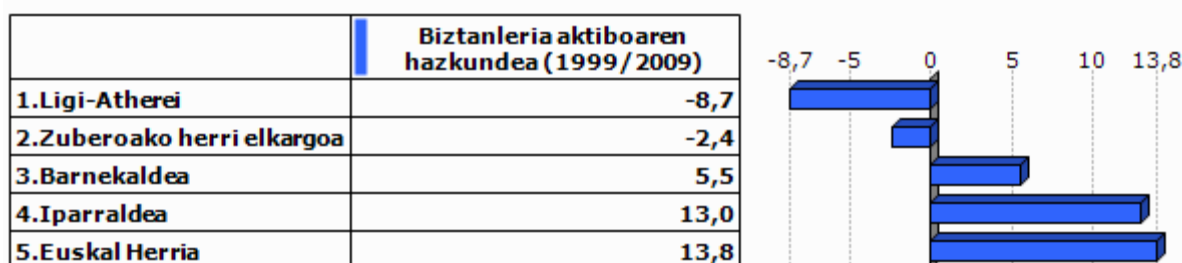 Biztanleria aktiboaren
hazkundea (1999/2009)
-8,7 -5 0 5 10 13,8
1.Ligi-Atherei -8,7
2.Zuberoako herri elkargoa -2,4
3.Barnekaldea 5,5
4.Iparraldea 13,0
5.Euskal Herria 13,8